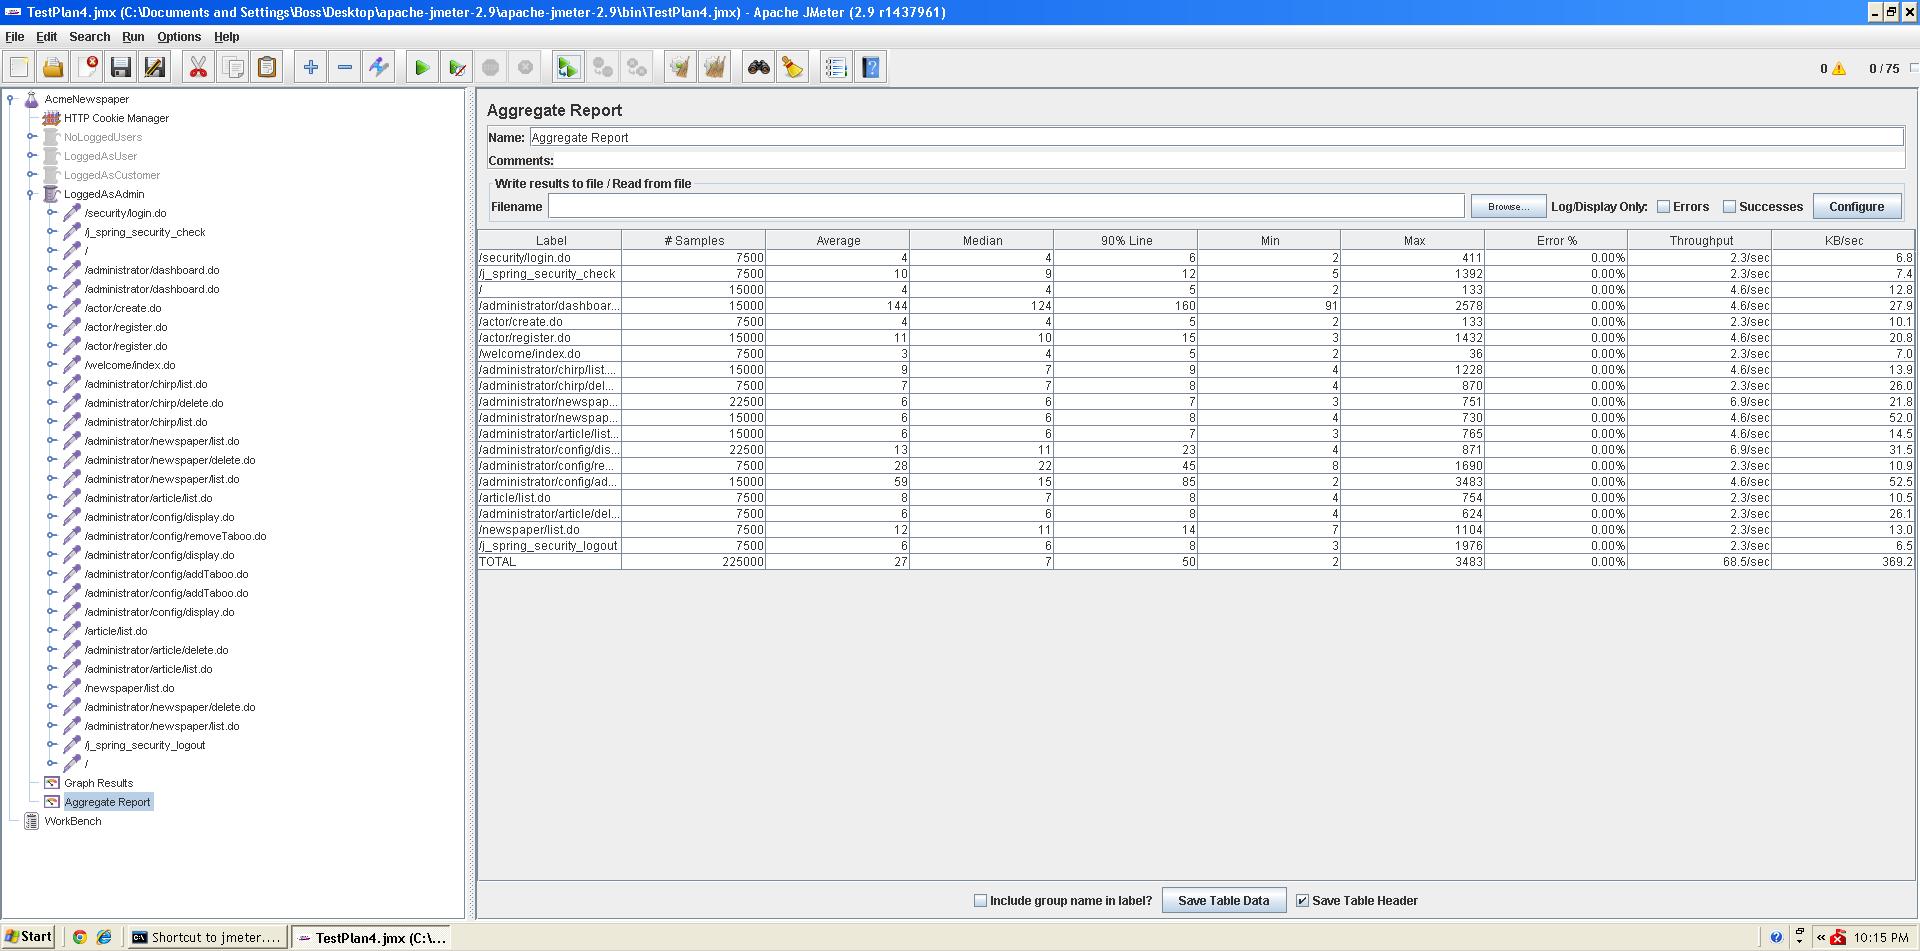 TestPlan4.jmx (C:\Documents and Settings\Boss\Desktop\apache-jmeter-2.9\apache-jmeter-2.9\bin\TestPlan4.jmx) - Apache JMeter (2.9 r1437961)
File Edit Search Run Options Help
0 0 / 75
AcmeNewspaper
HTTP Cookie Manager
NoLoggedUsers
LoggedAsUser
LoggedAsCustomer
LoggedAsAdmin
/security/login.do
/j_spring_security_check
/
/administrator/dashboard.do
/administrator/dashboard.do
/actor/create.do
/actor/register.do
/actor/register.do
/welcome/index.do
/administrator/chirp/list.do
/administrator/chirp/delete.do
/administrator/chirp/list.do
/administrator/newspaper/list.do
/administrator/newspaper/delete.do
/administrator/newspaper/list.do
/administrator/article/list.do
/administrator/config/display.do
/administrator/config/removeTaboo.do
/administrator/config/display.do
/administrator/config/addTaboo.do
/administrator/config/addTaboo.do
/administrator/config/display.do
/article/list.do
/administrator/article/delete.do
/administrator/article/list.do
/newspaper/list.do
/administrator/newspaper/delete.do
/administrator/newspaper/list.do
/j_spring_security_logout
/
Graph Results
Aggregate Report
WorkBench
Aggregate Report
Name: Aggregate Report
Comments:
Write results to file / Read from file
Filename Browse... Log/Display Only: Errors Successes Configure
Label # Samples Average Median 90% Line Min Max Error % Throughput KB/sec
/security/login.do 7500 4 4 6 2 411 0.00% 2.3/sec 6.8
/j_spring_security_check 7500 10 9 12 5 1392 0.00% 2.3/sec 7.4
/ 15000 4 4 5 2 133 0.00% 4.6/sec 12.8
/administrator/dashboar... 15000 144 124 160 91 2578 0.00% 4.6/sec 27.9
/actor/create.do 7500 4 4 5 2 133 0.00% 2.3/sec 10.1
/actor/register.do 15000 11 10 15 3 1432 0.00% 4.6/sec 20.8
/welcome/index.do 7500 3 4 5 2 36 0.00% 2.3/sec 7.0
/administrator/chirp/list.... 15000 9 7 9 4 1228 0.00% 4.6/sec 13.9
/administrator/chirp/del... 7500 7 7 8 4 870 0.00% 2.3/sec 26.0
/administrator/newspap... 22500 6 6 7 3 751 0.00% 6.9/sec 21.8
/administrator/newspap... 15000 6 6 8 4 730 0.00% 4.6/sec 52.0
/administrator/article/list... 15000 6 6 7 3 765 0.00% 4.6/sec 14.5
/administrator/config/dis... 22500 13 11 23 4 871 0.00% 6.9/sec 31.5
/administrator/config/re... 7500 28 22 45 8 1690 0.00% 2.3/sec 10.9
/administrator/config/ad... 15000 59 15 85 2 3483 0.00% 4.6/sec 52.5
/article/list.do 7500 8 7 8 4 754 0.00% 2.3/sec 10.5
/administrator/article/del... 7500 6 6 8 4 624 0.00% 2.3/sec 26.1
/newspaper/list.do 7500 12 11 14 7 1104 0.00% 2.3/sec 13.0
/j_spring_security_logout 7500 6 6 8 3 1976 0.00% 2.3/sec 6.5
TOTAL 225000 27 7 50 2 3483 0.00% 68.5/sec 369.2
Include group name in label? Save Table Data Save Table Header
Start Shortcut to jmeter.... TestPlan4.jmx (C:\... 10:15 PM